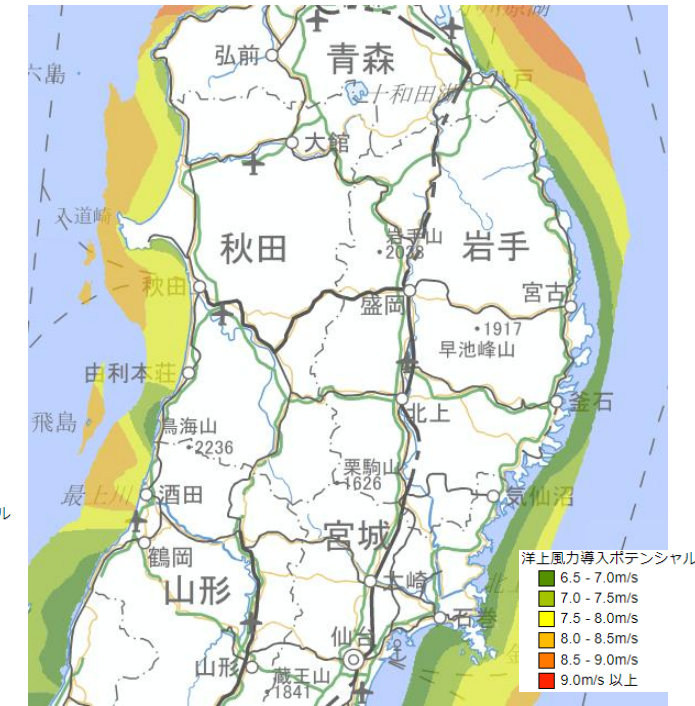 弘前
青森
八戸
十和田湖
大館
入道崎
秋田
岩手山
2038
岩手
秋田
盛岡
宮古
1917
早池峰山
由利本荘
北上
釜石
飛島
鳥海山
2236
栗駒山
1626
最上川
酒田
気仙沼
鶴岡
宮城
山形
大崎
石巻
仙台
山形
蔵王山
1841
ル
洋上風力導入ポテンシャル
6.5 - 7.0m/s
7.0 - 7.5m/s
7.5 - 8.0m/s
8.0 - 8.5m/s
8.5 - 9.0m/s
9.0m/s 以上